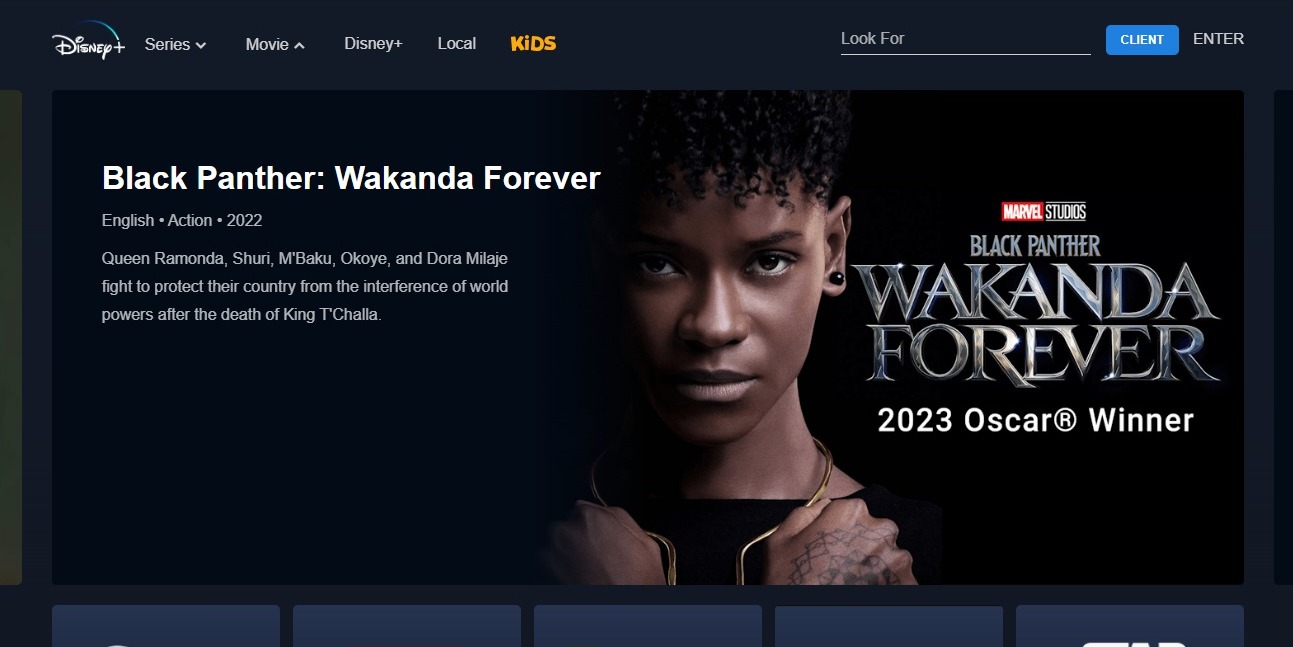 Disney+
Series
Movie
Disney+
Local
KiDS
Look For
CLIENT
ENTER
Black Panther: Wakanda Forever
English • Action • 2022
Queen Ramonda, Shuri, M'Baku, Okoye, and Dora Milaje
fight to protect their country from the interference of world
powers after the death of King T'Challa.
MARVEL STUDIOS
BLACK PANTHER
WAKANDA
FOREVER
2023 Oscar® Winner